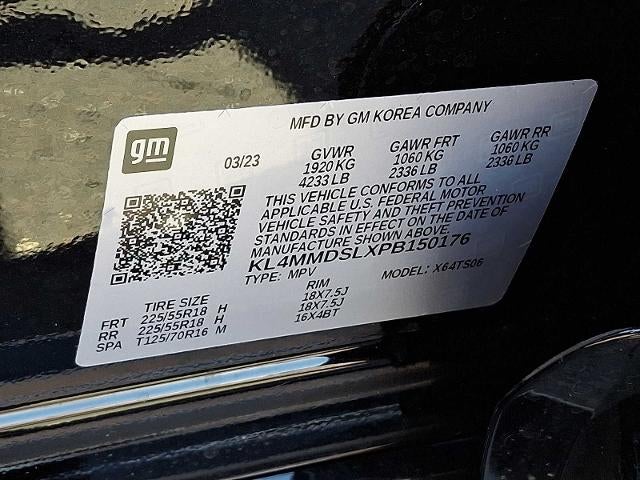 MFD BY GM KOREA COMPANY
gm
03/23 GVWR GAWR FRT GAWR RR
1920 KG 1060 KG 1060 KG
4233 LB 2336 LB 2336 LB
THIS VEHICLE CONFORMS TO ALL
APPLICABLE U.S. FEDERAL MOTOR
VEHICLE SAFETY AND THEFT PREVENTION
STANDARDS IN EFFECT ON THE DATE OF
MANUFACTURE SHOWN ABOVE.
KL4MMDSLXPB150176
TYPE: MPV MODEL: X64TS06
TIRE SIZE RIM
FRT 225/55R18 H 18X7.5J
RR 225/55R18 H 18X7.5J
SPA T125/70R16 M 16X4BT